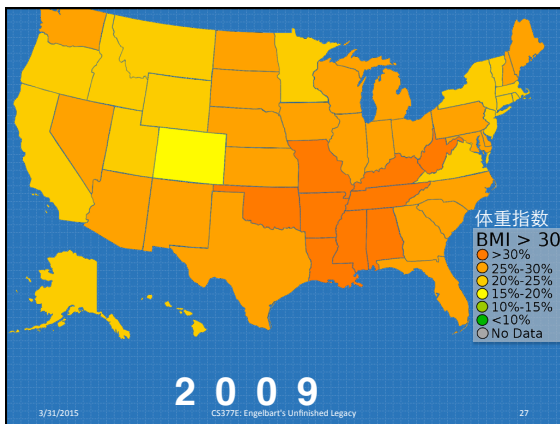 体重指数
BMI > 30
>30%
25%-30%
20%-25%
15%-20%
10%-15%
<10%
No Data
2009
3/31/2015
CS377E: Engelbart's Unfinished Legacy
27